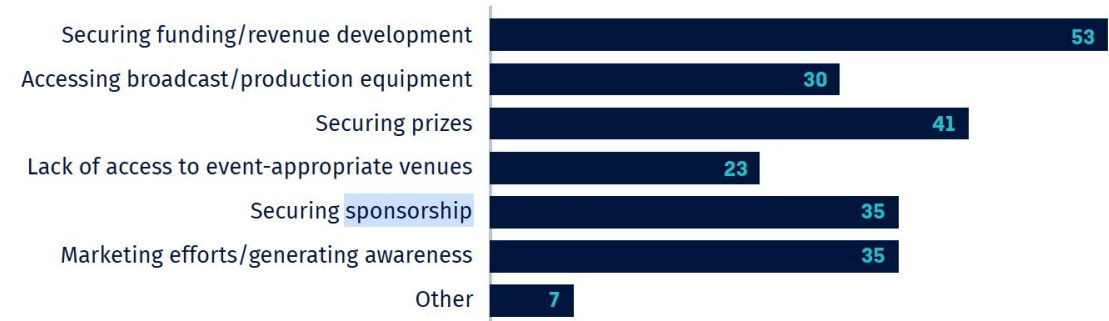 Securing funding/revenue development 53
Accessing broadcast/production equipment 30
Securing prizes 41
Lack of access to event-appropriate venues 23
Securing sponsorship 35
Marketing efforts/generating awareness 35
Other 7